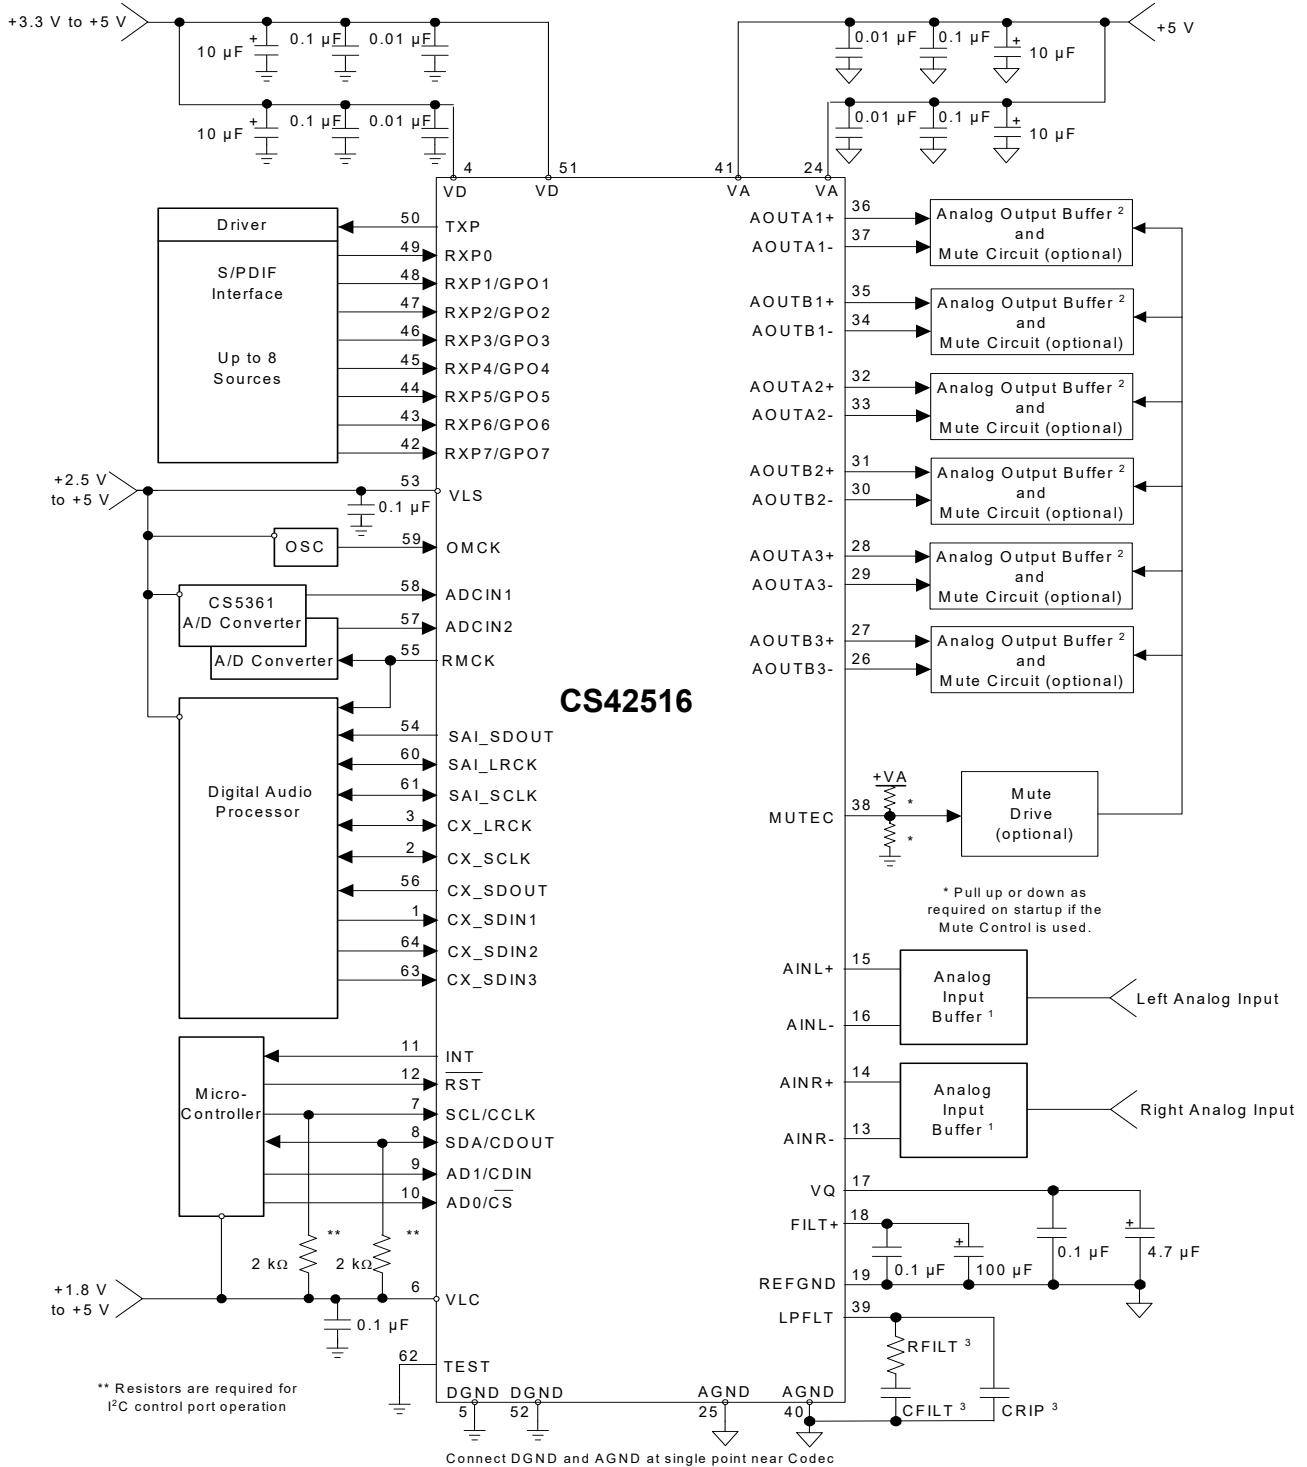 +3.3 V to +5 V
10 µF
+
0.1 µF
0.01 µF
10 µF
+
0.1 µF
0.01 µF
0.01 µF
0.1 µF
+
10 µF
+5 V
0.01 µF
0.1 µF
+
10 µF
4
51
41
24
VD
VD
VA
VA
Driver
S/PDIF
Interface
Up to 8
Sources
50
TXP
49
RXP0
48
RXP1/GPO1
47
RXP2/GPO2
46
RXP3/GPO3
45
RXP4/GPO4
44
RXP5/GPO5
43
RXP6/GPO6
42
RXP7/GPO7
+2.5 V
to +5 V
53
VLS
0.1 µF
OSC
59
OMCK
CS5361
A/D Converter
58
ADCIN1
57
ADCIN2
A/D Converter
55
RMCK
CS42516
Digital Audio
Processor
54
SAI_SDOUT
60
SAI_LRCK
61
SAI_SCLK
3
CX_LRCK
2
CX_SCLK
56
CX_SDOUT
1
CX_SDIN1
64
CX_SDIN2
63
CX_SDIN3
Micro-
Controller
11
INT
12
RST
7
SCL/CCLK
8
SDA/CDOUT
9
AD1/CDIN
10
AD0/CS
**
2 kΩ
**
2 kΩ
+1.8 V
to +5 V
6
VLC
0.1 µF
62
TEST
** Resistors are required for
I²C control port operation
DGND
DGND
AGND
AGND
5
52
25
40
Connect DGND and AGND at single point near Codec
AOUTA1+
36
AOUTA1-
37
Analog Output Buffer ²
and
Mute Circuit (optional)
AOUTB1+
35
AOUTB1-
34
Analog Output Buffer ²
and
Mute Circuit (optional)
AOUTA2+
32
AOUTA2-
33
Analog Output Buffer ²
and
Mute Circuit (optional)
AOUTB2+
31
AOUTB2-
30
Analog Output Buffer ²
and
Mute Circuit (optional)
AOUTA3+
28
AOUTA3-
29
Analog Output Buffer ²
and
Mute Circuit (optional)
AOUTB3+
27
AOUTB3-
26
Analog Output Buffer ²
and
Mute Circuit (optional)
MUTEC
38
+VA
*
*
Mute
Drive
(optional)
* Pull up or down as
required on startup if the
Mute Control is used.
AINL+
15
AINL-
16
Analog
Input
Buffer ¹
Left Analog Input
AINR+
14
AINR-
13
Analog
Input
Buffer ¹
Right Analog Input
VQ
17
FILT+
18
0.1 µF
+
100 µF
0.1 µF
+
4.7 µF
REFGND
19
LPFLT
39
RFILT ³
CFILT ³
CRIP ³